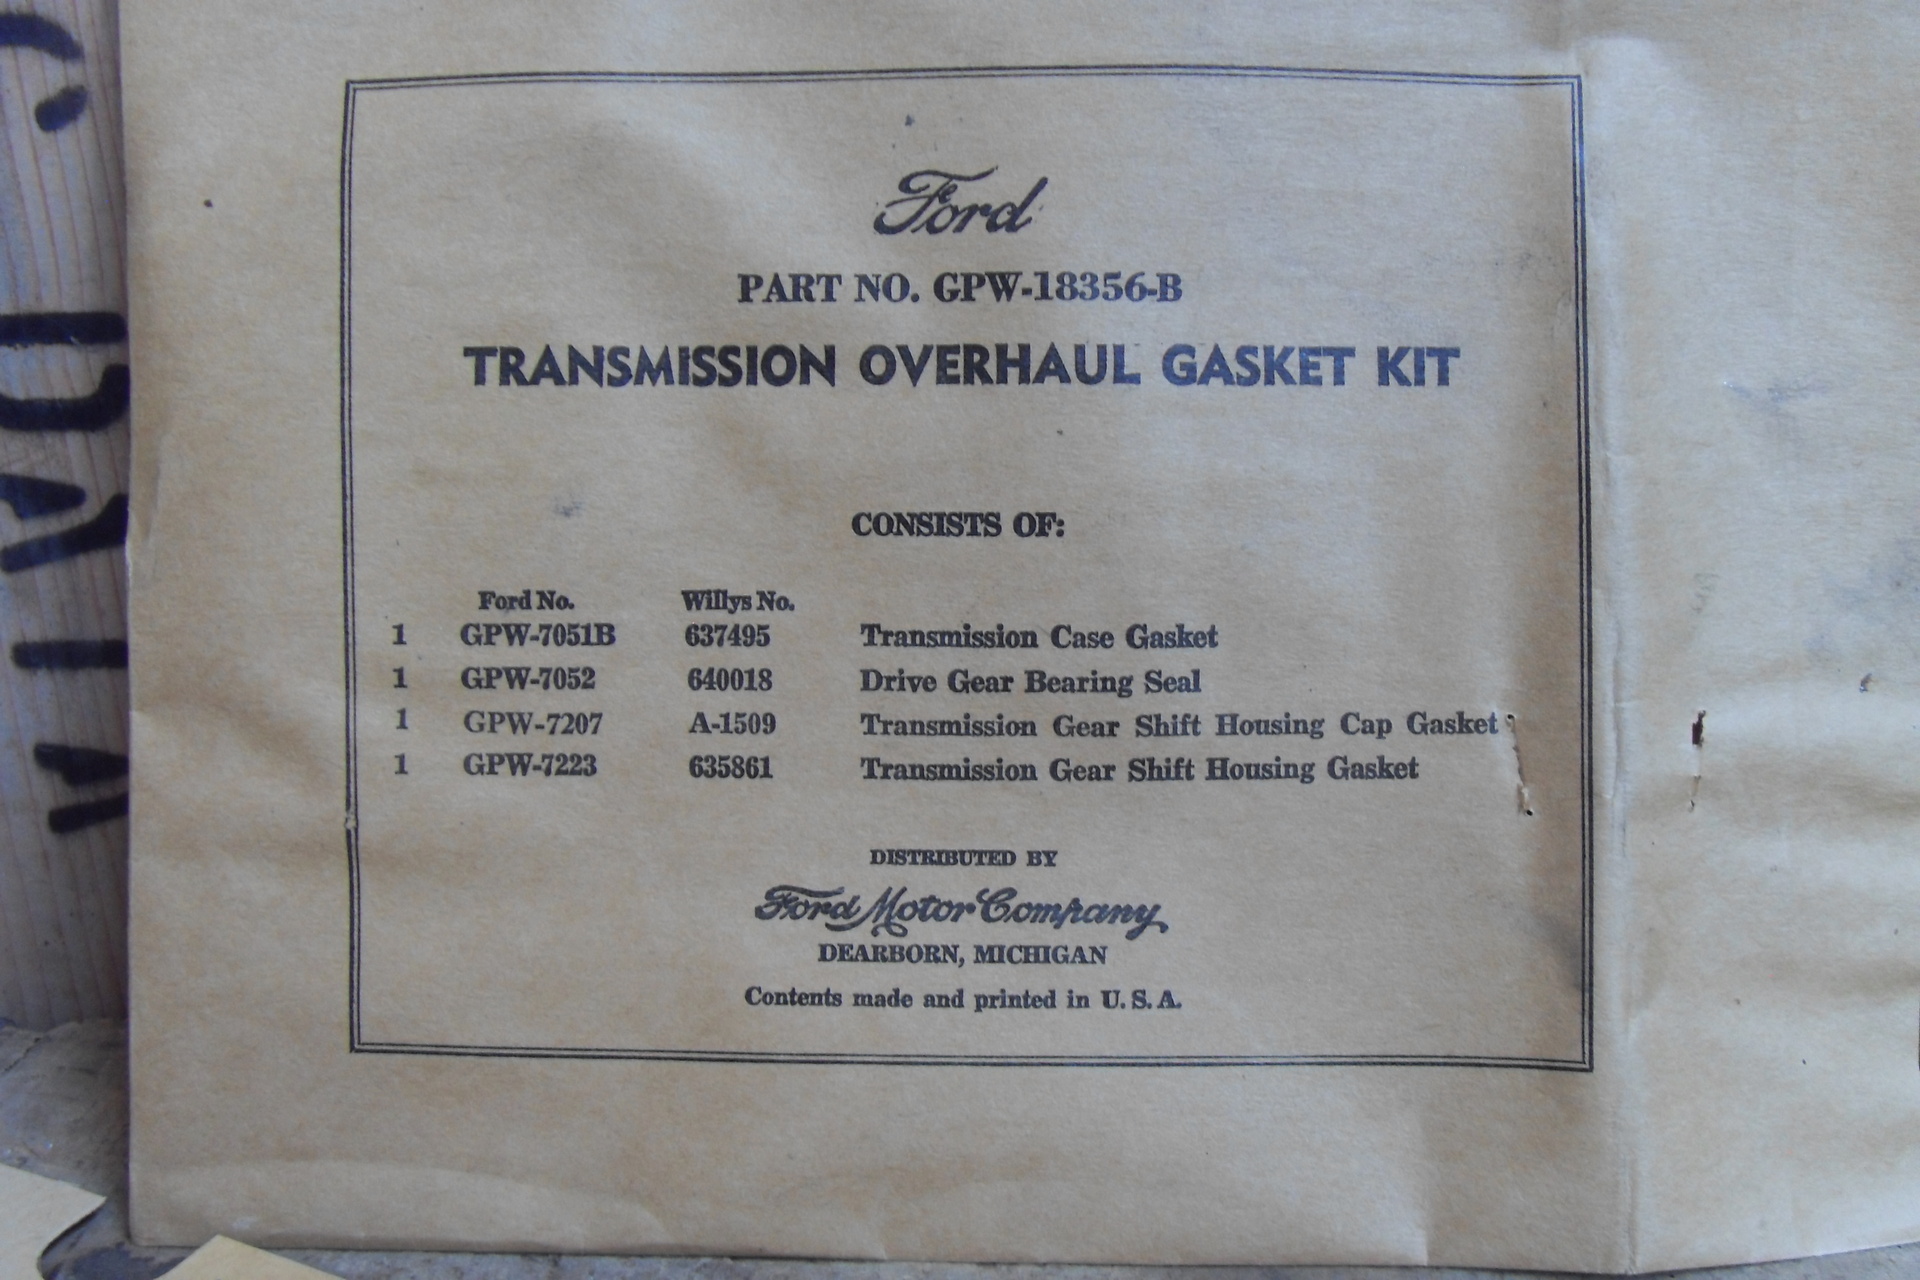 Ford
PART NO. GPW-18356-B
TRANSMISSION OVERHAUL GASKET KIT
CONSISTS OF:
Ford No. Willys No.
1 GPW-7051B 637495 Transmission Case Gasket
1 GPW-7052 640018 Drive Gear Bearing Seal
1 GPW-7207 A-1509 Transmission Gear Shift Housing Cap Gasket
1 GPW-7223 635861 Transmission Gear Shift Housing Gasket
DISTRIBUTED BY
Ford Motor Company
DEARBORN, MICHIGAN
Contents made and printed in U. S. A.